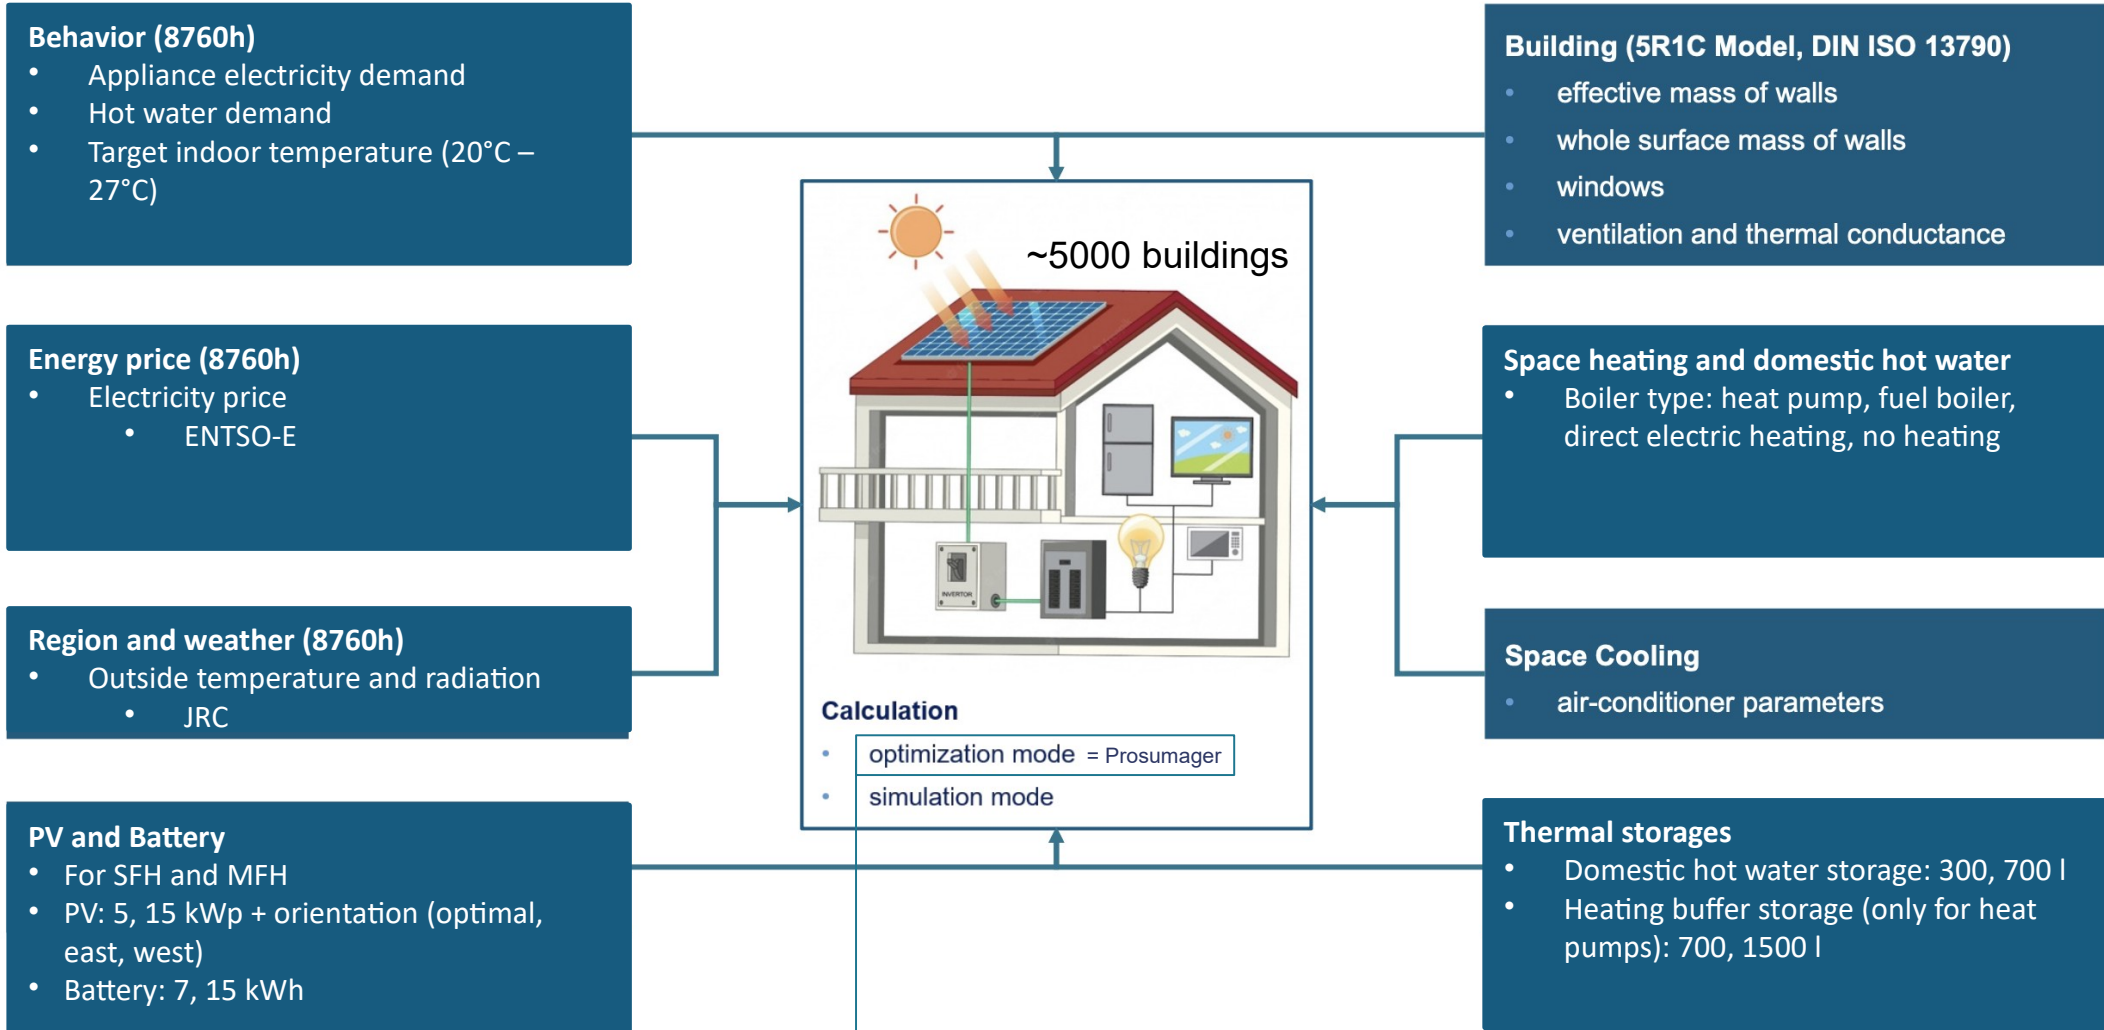 Behavior (8760h)
• Appliance electricity demand
• Hot water demand
• Target indoor temperature (20°C –
27°C)
Energy price (8760h)
• Electricity price
• ENTSO-E
Region and weather (8760h)
• Outside temperature and radiation
• JRC
PV and Battery
• For SFH and MFH
• PV: 5, 15 kWp + orientation (optimal,
east, west)
• Battery: 7, 15 kWh
~5000 buildings
INVERTOR
Calculation
• optimization mode = Prosumager
• simulation mode
Building (5R1C Model, DIN ISO 13790)
• effective mass of walls
• whole surface mass of walls
• windows
• ventilation and thermal conductance
Space heating and domestic hot water
• Boiler type: heat pump, fuel boiler,
direct electric heating, no heating
Space Cooling
• air-conditioner parameters
Thermal storages
• Domestic hot water storage: 300, 700 l
• Heating buffer storage (only for heat
pumps): 700, 1500 l